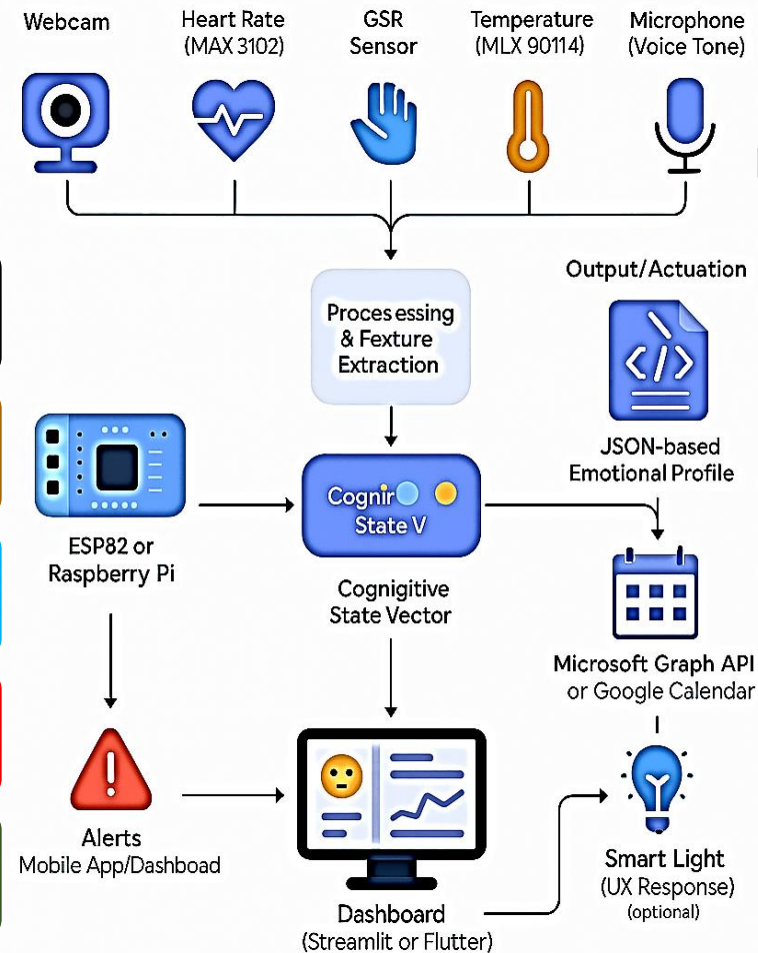 Webcam
Heart Rate
(MAX 3102)
GSR
Sensor
Temperature
(MLX 90114)
Microphone
(Voice Tone)
Processing
& Fexture
Extraction
Output/Actuation
JSON-based
Emotional Profile
Cognir
State V
ESP82 or
Raspberry Pi
Cognigitive
State Vector
Microsoft Graph API
or Google Calendar
Alerts
Mobile App/Dashboad
Dashboard
(Streamlit or Flutter)
Smart Light
(UX Response)
(optional)